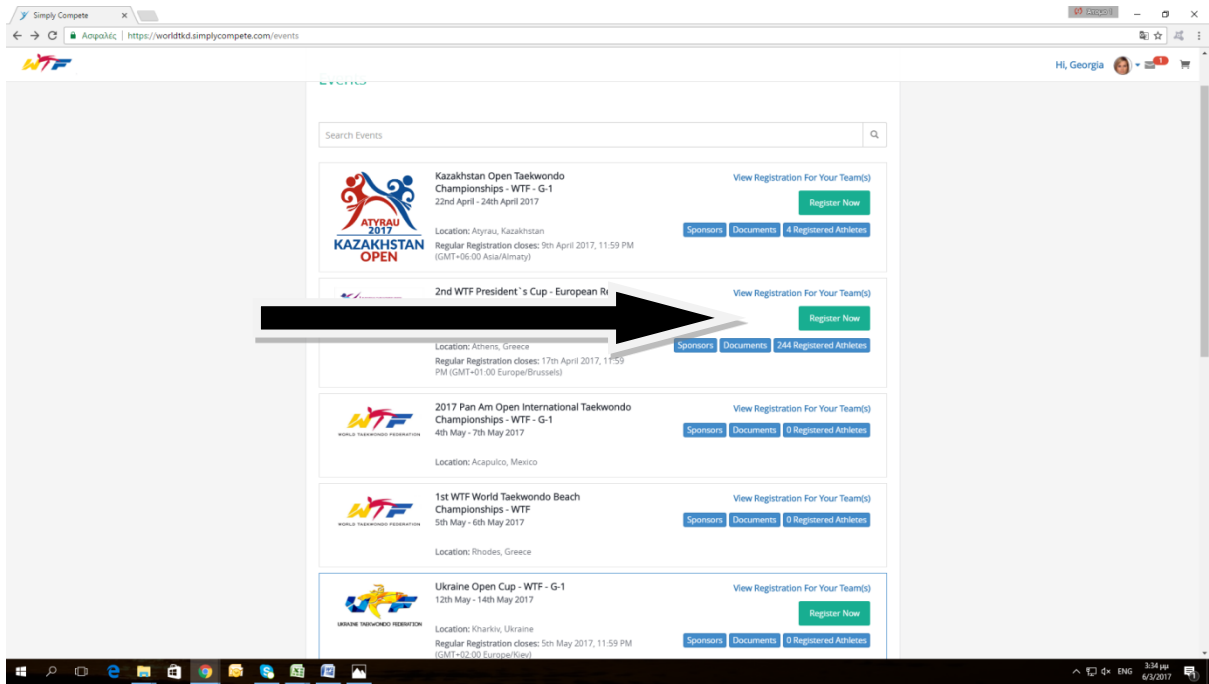 Simply Compete
Ασφαλές | https://worldtkd.simplycompete.com/events
WTF
Hi, Georgia
1
Events
Search Events
ATYRAU
2017
KAZAKHSTAN
OPEN
Kazakhstan Open Taekwondo
Championships - WTF - G-1
22nd April - 24th April 2017
Location: Atyrau, Kazakhstan
Regular Registration closes: 9th April 2017, 11:59 PM
(GMT+06:00 Asia/Almaty)
View Registration For Your Team(s)
Register Now
Sponsors Documents 4 Registered Athletes
2nd WTF President`s Cup - European Re
Location: Athens, Greece
Regular Registration closes: 17th April 2017, 11:59
PM (GMT+01:00 Europe/Brussels)
View Registration For Your Team(s)
Register Now
Sponsors Documents 244 Registered Athletes
WTF
WORLD TAEKWONDO FEDERATION
2017 Pan Am Open International Taekwondo
Championships - WTF - G-1
4th May - 7th May 2017
Location: Acapulco, Mexico
View Registration For Your Team(s)
Sponsors Documents 0 Registered Athletes
WTF
WORLD TAEKWONDO FEDERATION
1st WTF World Taekwondo Beach
Championships - WTF
5th May - 6th May 2017
Location: Rhodes, Greece
View Registration For Your Team(s)
Sponsors Documents 0 Registered Athletes
UTF
UKRAINE TAEKWONDO FEDERATION
Ukraine Open Cup - WTF - G-1
12th May - 14th May 2017
Location: Kharkiv, Ukraine
Regular Registration closes: 5th May 2017, 11:59 PM
(GMT+02:00 Europe/Kiev)
View Registration For Your Team(s)
Register Now
Sponsors Documents 0 Registered Athletes
ENG
3:34 μμ
6/3/2017